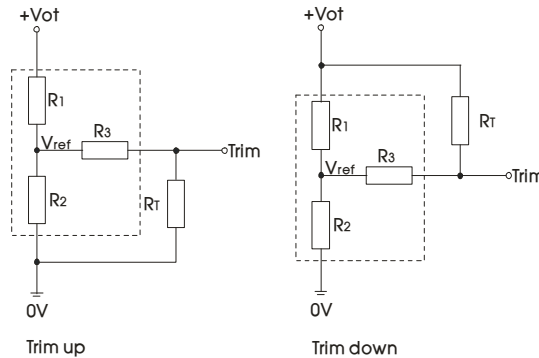 +Vot
R1
Vref
R3
Trim
R2
RT
0V
Trim up
+Vot
R1
RT
Vref
R3
Trim
R2
0V
Trim down